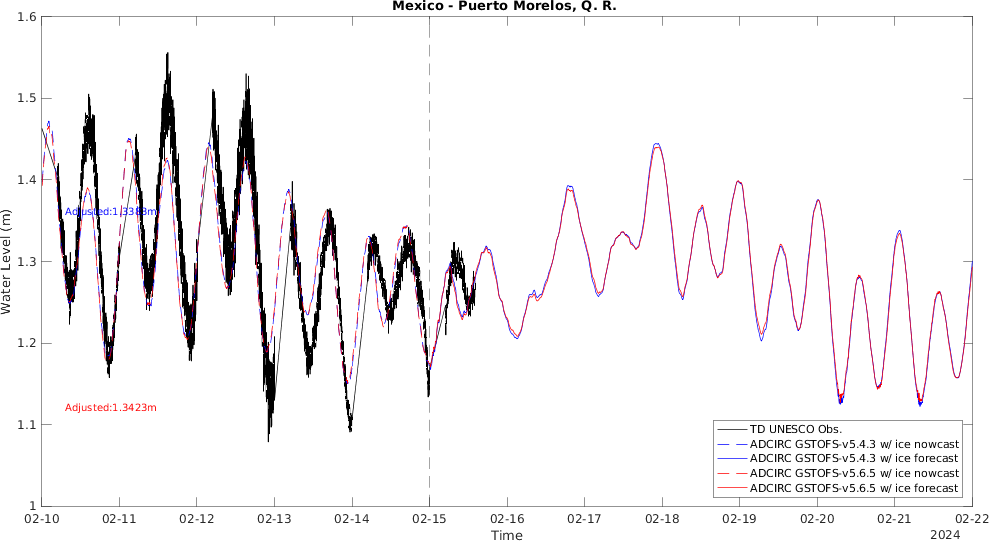 Mexico - Puerto Morelos, Q. R.
1.6
1.5
1.4
1.3
1.2
1.1
1
Water Level (m)
Adjusted:1.3383m
Adjusted:1.3423m
TD UNESCO Obs.
ADCIRC GSTOFS-v5.4.3 w/ ice nowcast
ADCIRC GSTOFS-v5.4.3 w/ ice forecast
ADCIRC GSTOFS-v5.6.5 w/ ice nowcast
ADCIRC GSTOFS-v5.6.5 w/ ice forecast
02-10 02-11 02-12 02-13 02-14 02-15 02-16 02-17 02-18 02-19 02-20 02-21 02-22
Time
2024